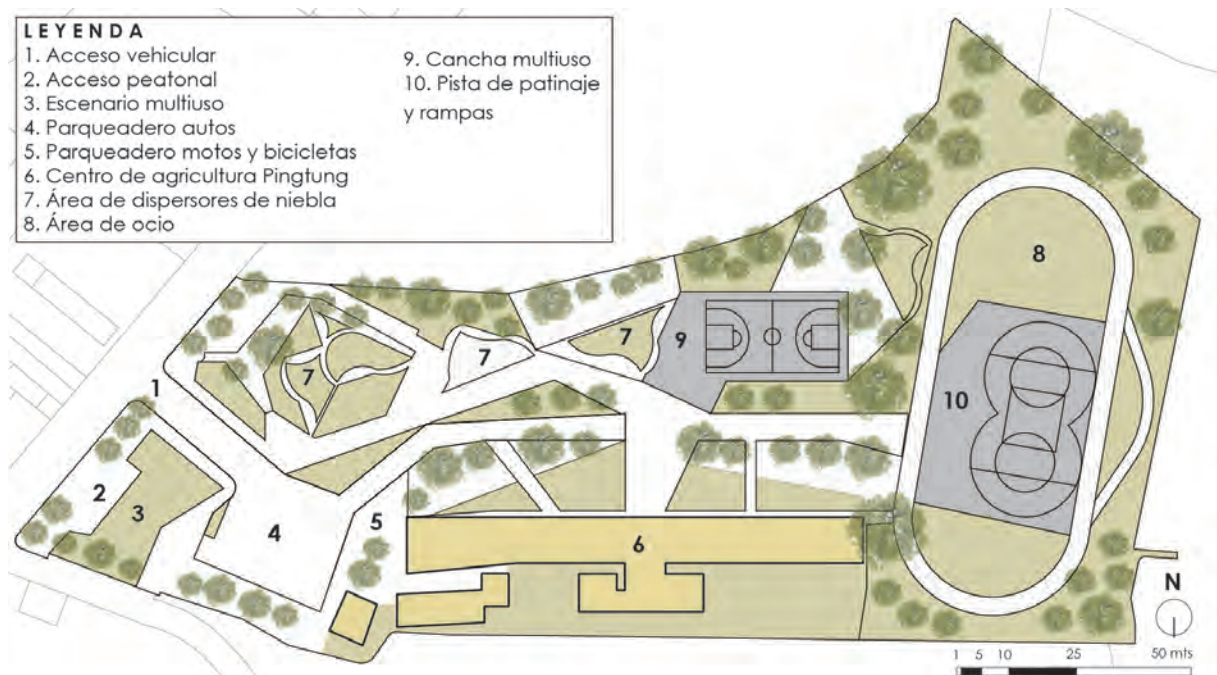 LEYENDA
1. Acceso vehicular
2. Acceso peatonal
3. Escenario multiuso
4. Parqueadero autos
5. Parqueadero motos y bicicletas
6. Centro de agricultura Pingtung
7. Área de dispersores de niebla
8. Área de ocio
9. Cancha multiuso
10. Pista de patinaje
y rampas
8
7
9
7
7
1
10
2
3
4
5
6
N
1 5 10 25 50 mts